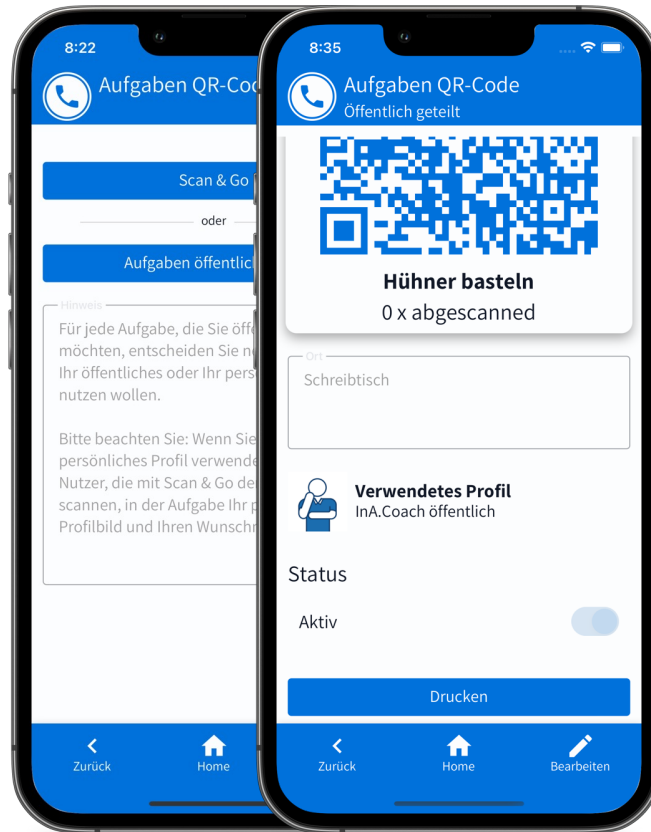 8:22
Aufgaben QR-Co
Scan & Go
oder
Aufgaben öffentlic
Hinweis
Für jede Aufgabe, die Sie öff
möchten, entscheiden Sie n
Ihr öffentliches oder Ihr pers
nutzen wollen.
Bitte beachten Sie: Wenn Sie
persönliches Profil verwende
Nutzer, die mit Scan & Go de
scannen, in der Aufgabe Ihr p
Profilbild und Ihren Wunschn
Zurück
Home
8:35
Aufgaben QR-Code
Öffentlich geteilt
Hühner basteln
0 x abgescanned
Ort
Schreibtisch
Verwendetes Profil
InA.Coach öffentlich
Status
Aktiv
Drucken
Zurück
Home
Bearbeiten